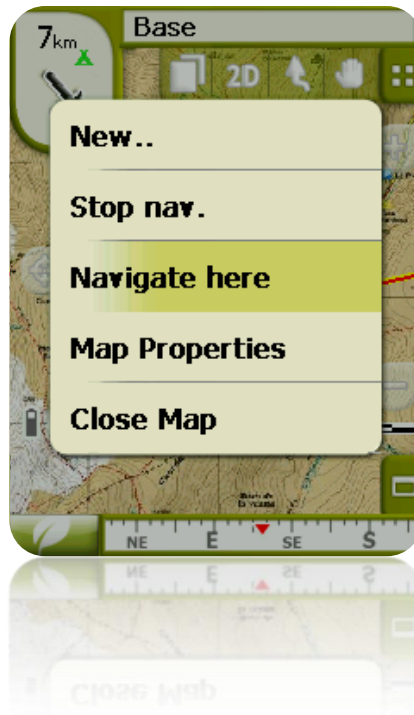 7km
Base
2D
New..
Stop nav.
Navigate here
Map Properties
Close Map
NE E SE S